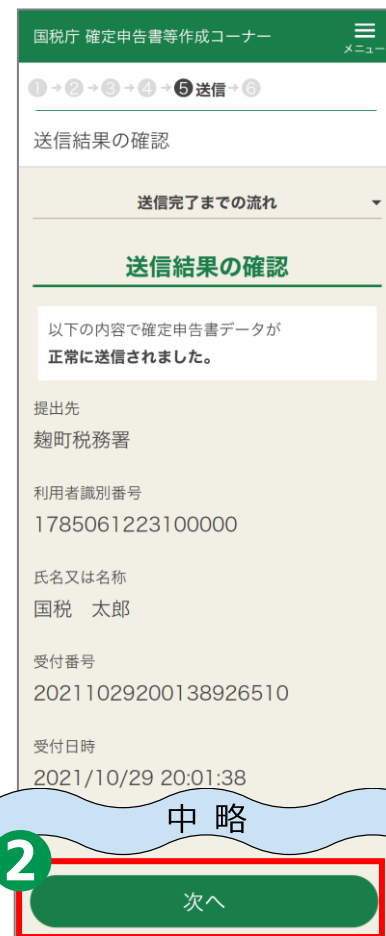 国税庁 確定申告書等作成コーナー
メニュー
❶→❷→❸→❹→❺送信→❻
送信結果の確認
送信完了までの流れ
送信結果の確認
以下の内容で確定申告書データが
正常に送信されました。
提出先
麹町税務署
利用者識別番号
1785061223100000
氏名又は名称
国税　太郎
受付番号
20211029200138926510
受付日時
2021/10/29 20:01:38
中 略
2
次へ